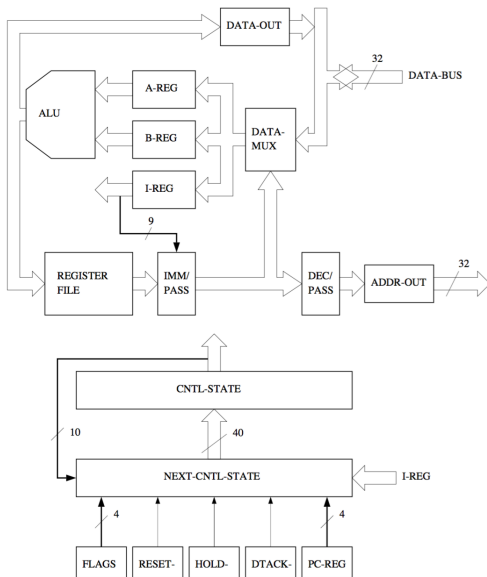 DATA-OUT
32
DATA-BUS
A-REG
ALU
B-REG
DATA-
MUX
I-REG
9
32
REGISTER
FILE
IMM/
PASS
DEC/
PASS
ADDR-OUT
CNTL-STATE
10
40
NEXT-CNTL-STATE
I-REG
4
4
FLAGS
RESET-
HOLD-
DTACK-
PC-REG